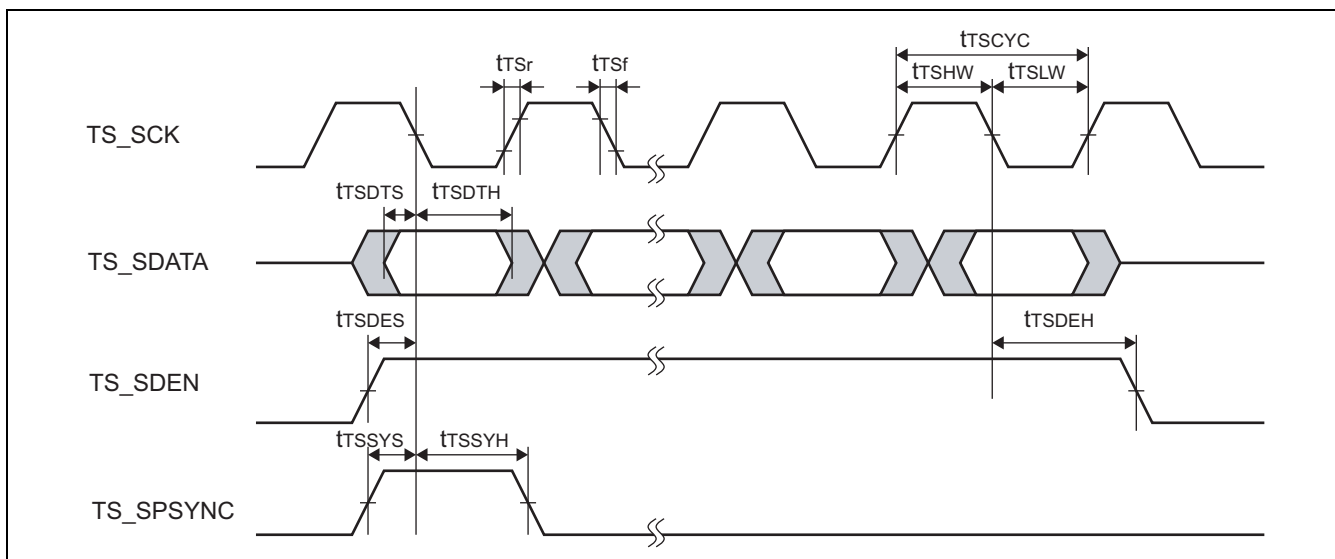 tTSCYC
tTSr tTSf tTSHW tTSLW
TS_SCK
tTSDTS tTSDTH
TS_SDATA
tTSDES tTSDEH
TS_SDEN
tTSSYS tTSSYH
TS_SPSYNC